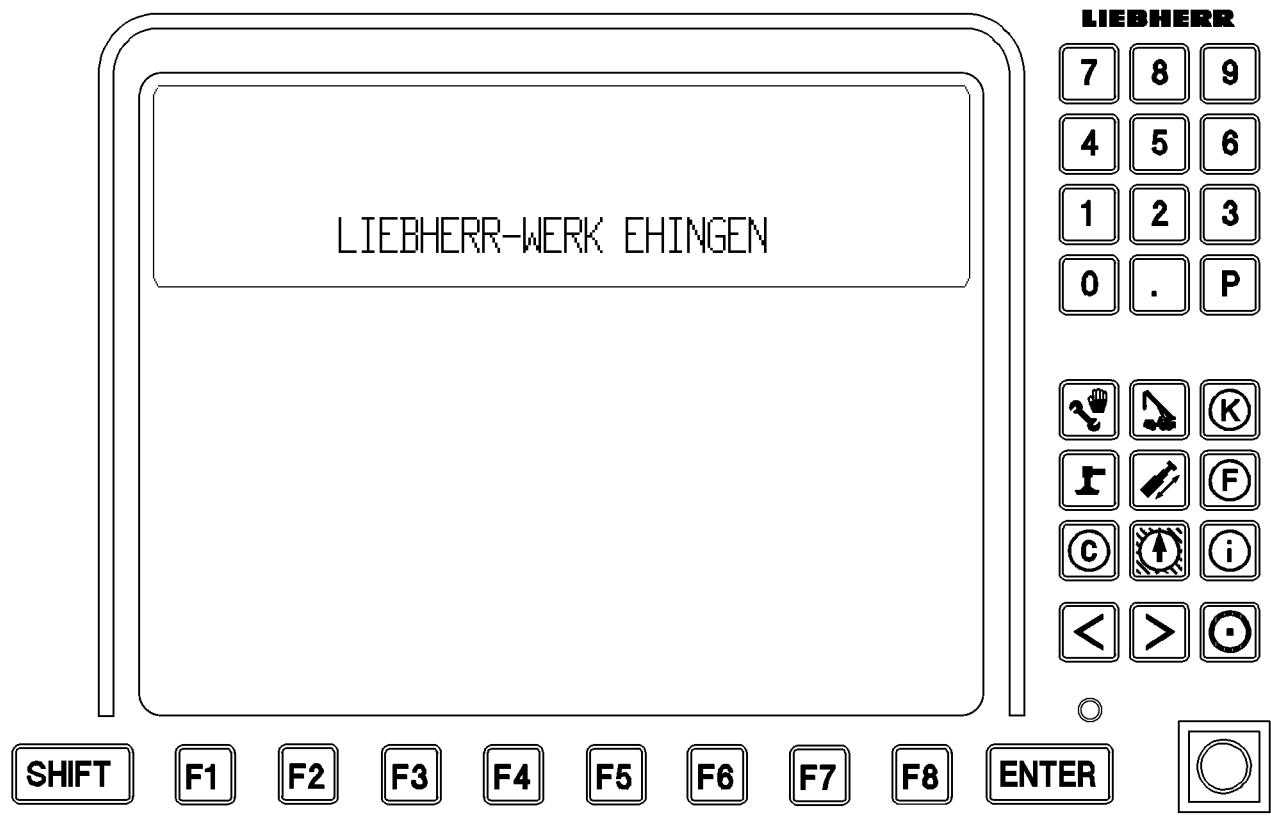 LIEBHERR
7 8 9
4 5 6
1 2 3
0 . P
LIEBHERR-WERK EHINGEN
K
F
C i
< >
SHIFT F1 F2 F3 F4 F5 F6 F7 F8 ENTER